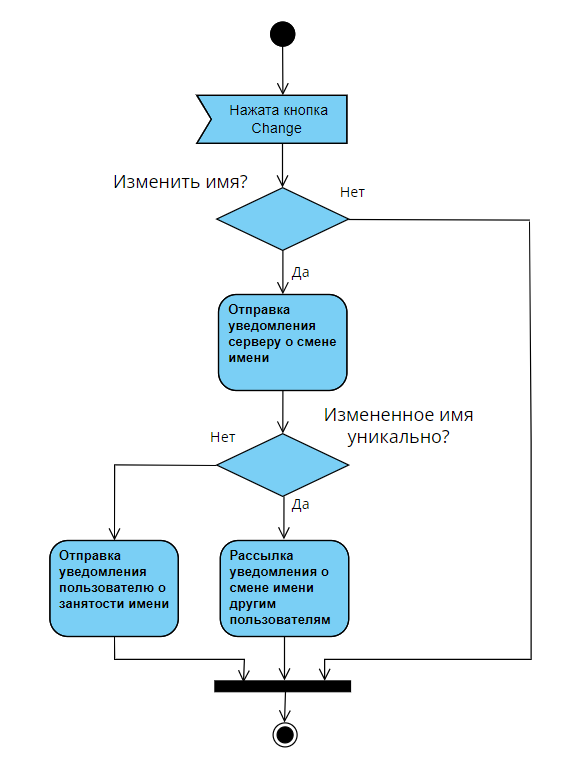 Нажата кнопка
Change
Изменить имя?
Нет
Да
Отправка
уведомления
серверу о смене
имени
Измененное имя
уникально?
Нет
Да
Отправка
уведомления
пользователю о
занятости имени
Рассылка
уведомления о
смене имени
другим
пользователям